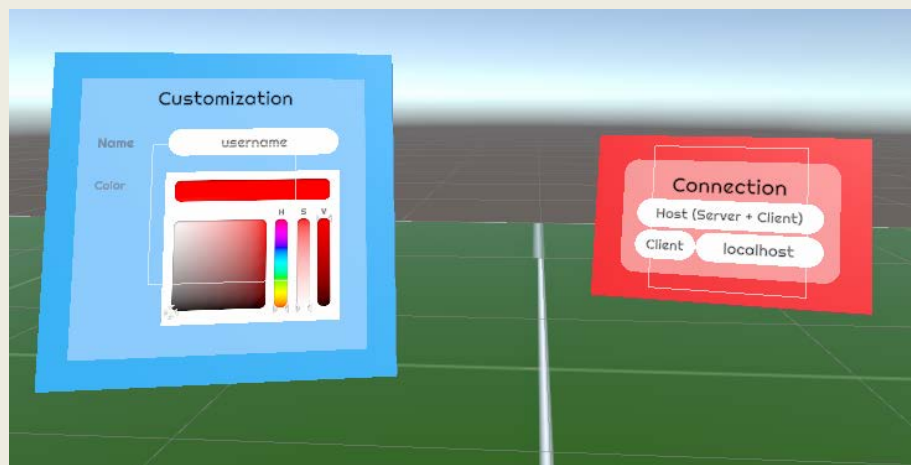 Customization
Name
username
Color
H S V
Connection
Host (Server + Client)
Client
localhost